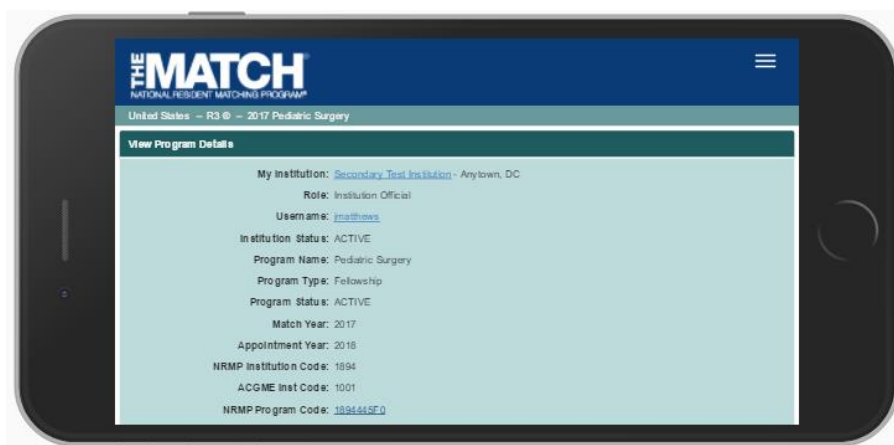 THE MATCH
NATIONAL RESIDENT MATCHING PROGRAM®
United States – R3 ® – 2017 Pediatric Surgery
View Program Details
My Institution: Secondary Test Institution - Anytown, DC
Role: Institution Official
Username: jmatthews
Institution Status: ACTIVE
Program Name: Pediatric Surgery
Program Type: Fellowship
Program Status: ACTIVE
Match Year: 2017
Appointment Year: 2018
NRMP Institution Code: 1894
ACGME Inst Code: 1001
NRMP Program Code: 1894445F0